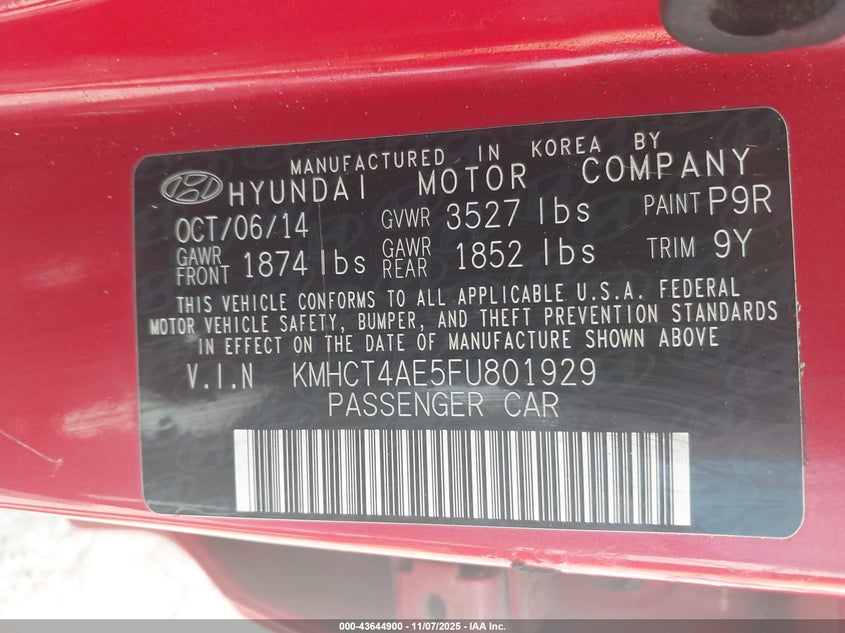 MANUFACTURED IN KOREA BY
HYUNDAI MOTOR COMPANY
OCT/06/14 GVWR 3527 lbs PAINT P9R
GAWR FRONT 1874 lbs GAWR REAR 1852 lbs TRIM 9Y
THIS VEHICLE CONFORMS TO ALL APPLICABLE U.S.A. FEDERAL
MOTOR VEHICLE SAFETY, BUMPER, AND THEFT PREVENTION STANDARDS
IN EFFECT ON THE DATE OF MANUFACTURE SHOWN ABOVE
V.I.N KMHCT4AE5FU801929
PASSENGER CAR
000-43644900 - 11/07/2025 - IAA Inc.